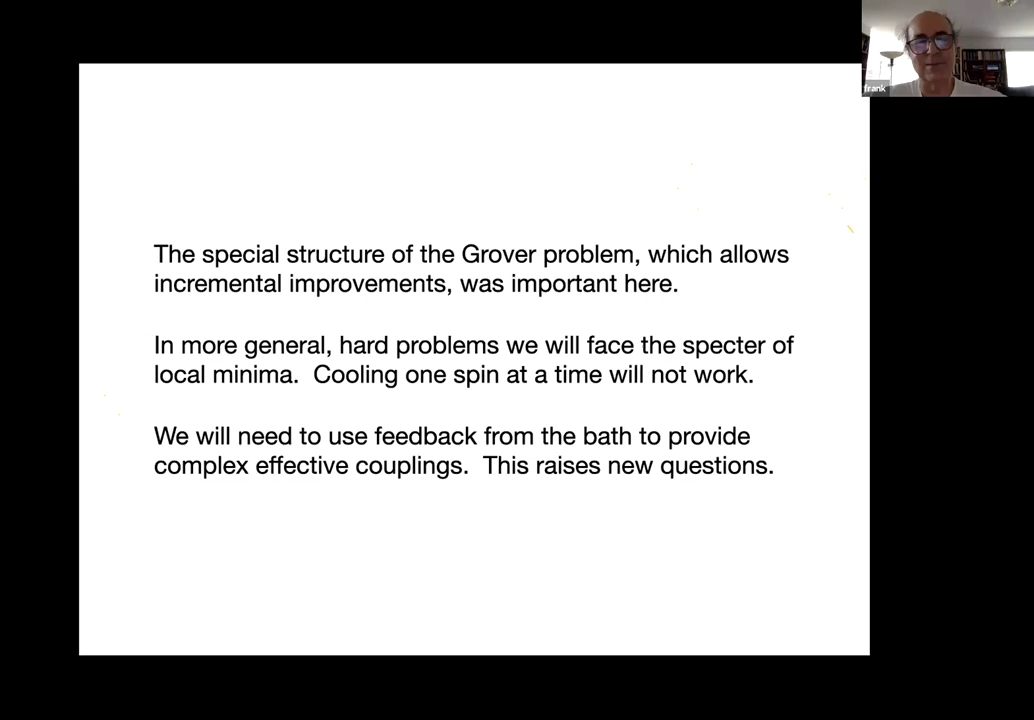 frank
The special structure of the Grover problem, which allows
incremental improvements, was important here.
In more general, hard problems we will face the specter of
local minima.  Cooling one spin at a time will not work.
We will need to use feedback from the bath to provide
complex effective couplings.  This raises new questions.